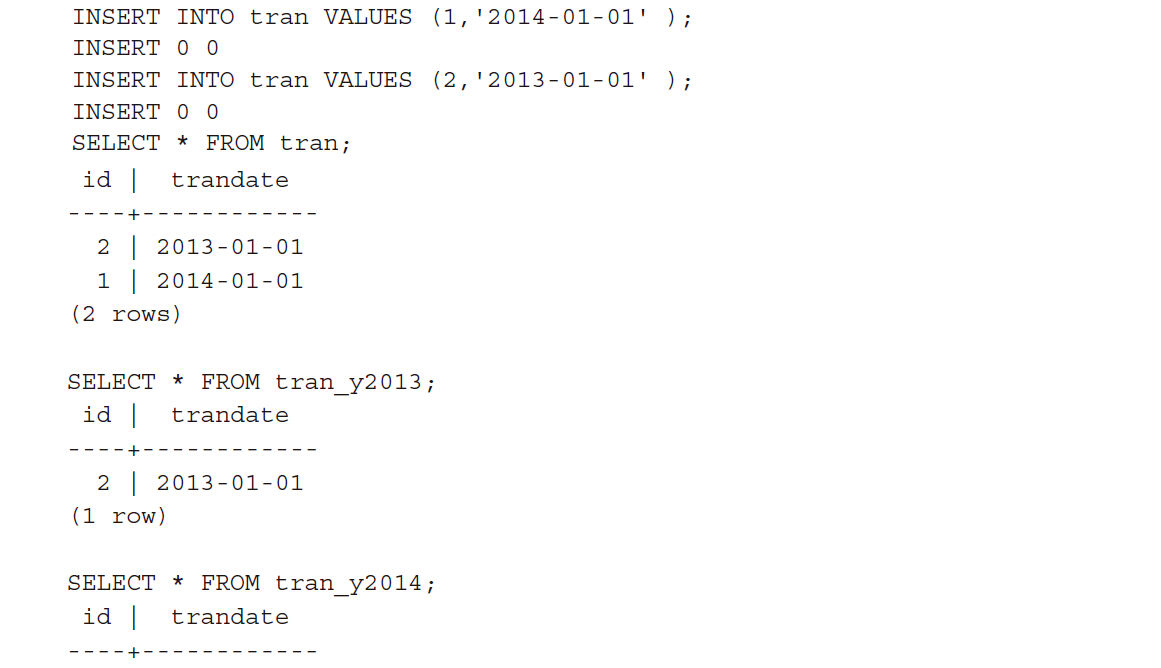 INSERT INTO tran VALUES (1,'2014-01-01' );
INSERT 0 0
INSERT INTO tran VALUES (2,'2013-01-01' );
INSERT 0 0
SELECT * FROM tran;
 id |  trandate
----+------------
  2 | 2013-01-01
  1 | 2014-01-01
(2 rows)
SELECT * FROM tran_y2013;
 id |  trandate
----+------------
  2 | 2013-01-01
(1 row)
SELECT * FROM tran_y2014;
 id |  trandate
----+------------